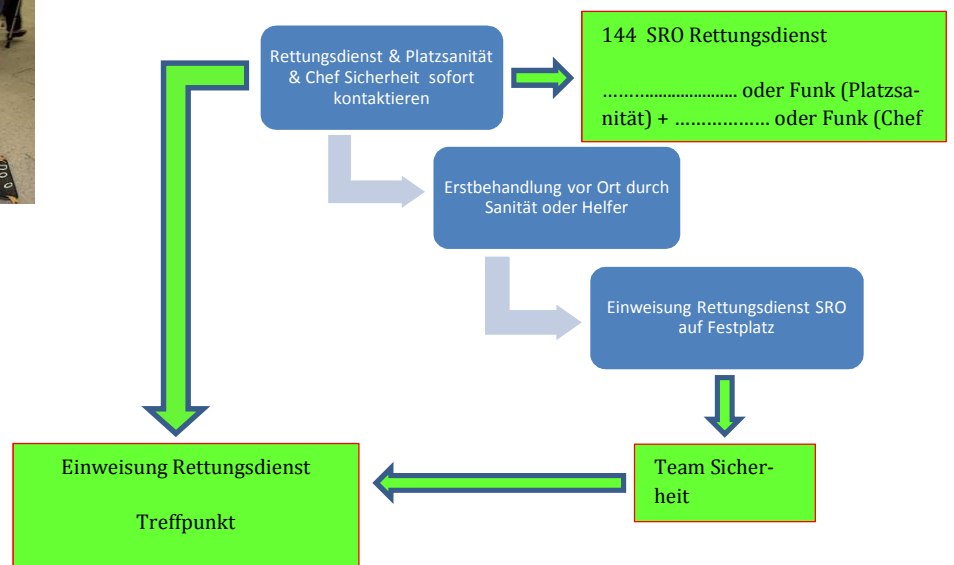 Rettungsdienst & Platzsanität
& Chef Sicherheit sofort
kontaktieren
144 SRO Rettungsdienst
............................ oder Funk (Platzsa-
nität) + .................. oder Funk (Chef
Erstbehandlung vor Ort durch
Sanität oder Helfer
Einweisung Rettungsdienst SRO
auf Festplatz
Einweisung Rettungsdienst
Treffpunkt
Team Sicher-
heit